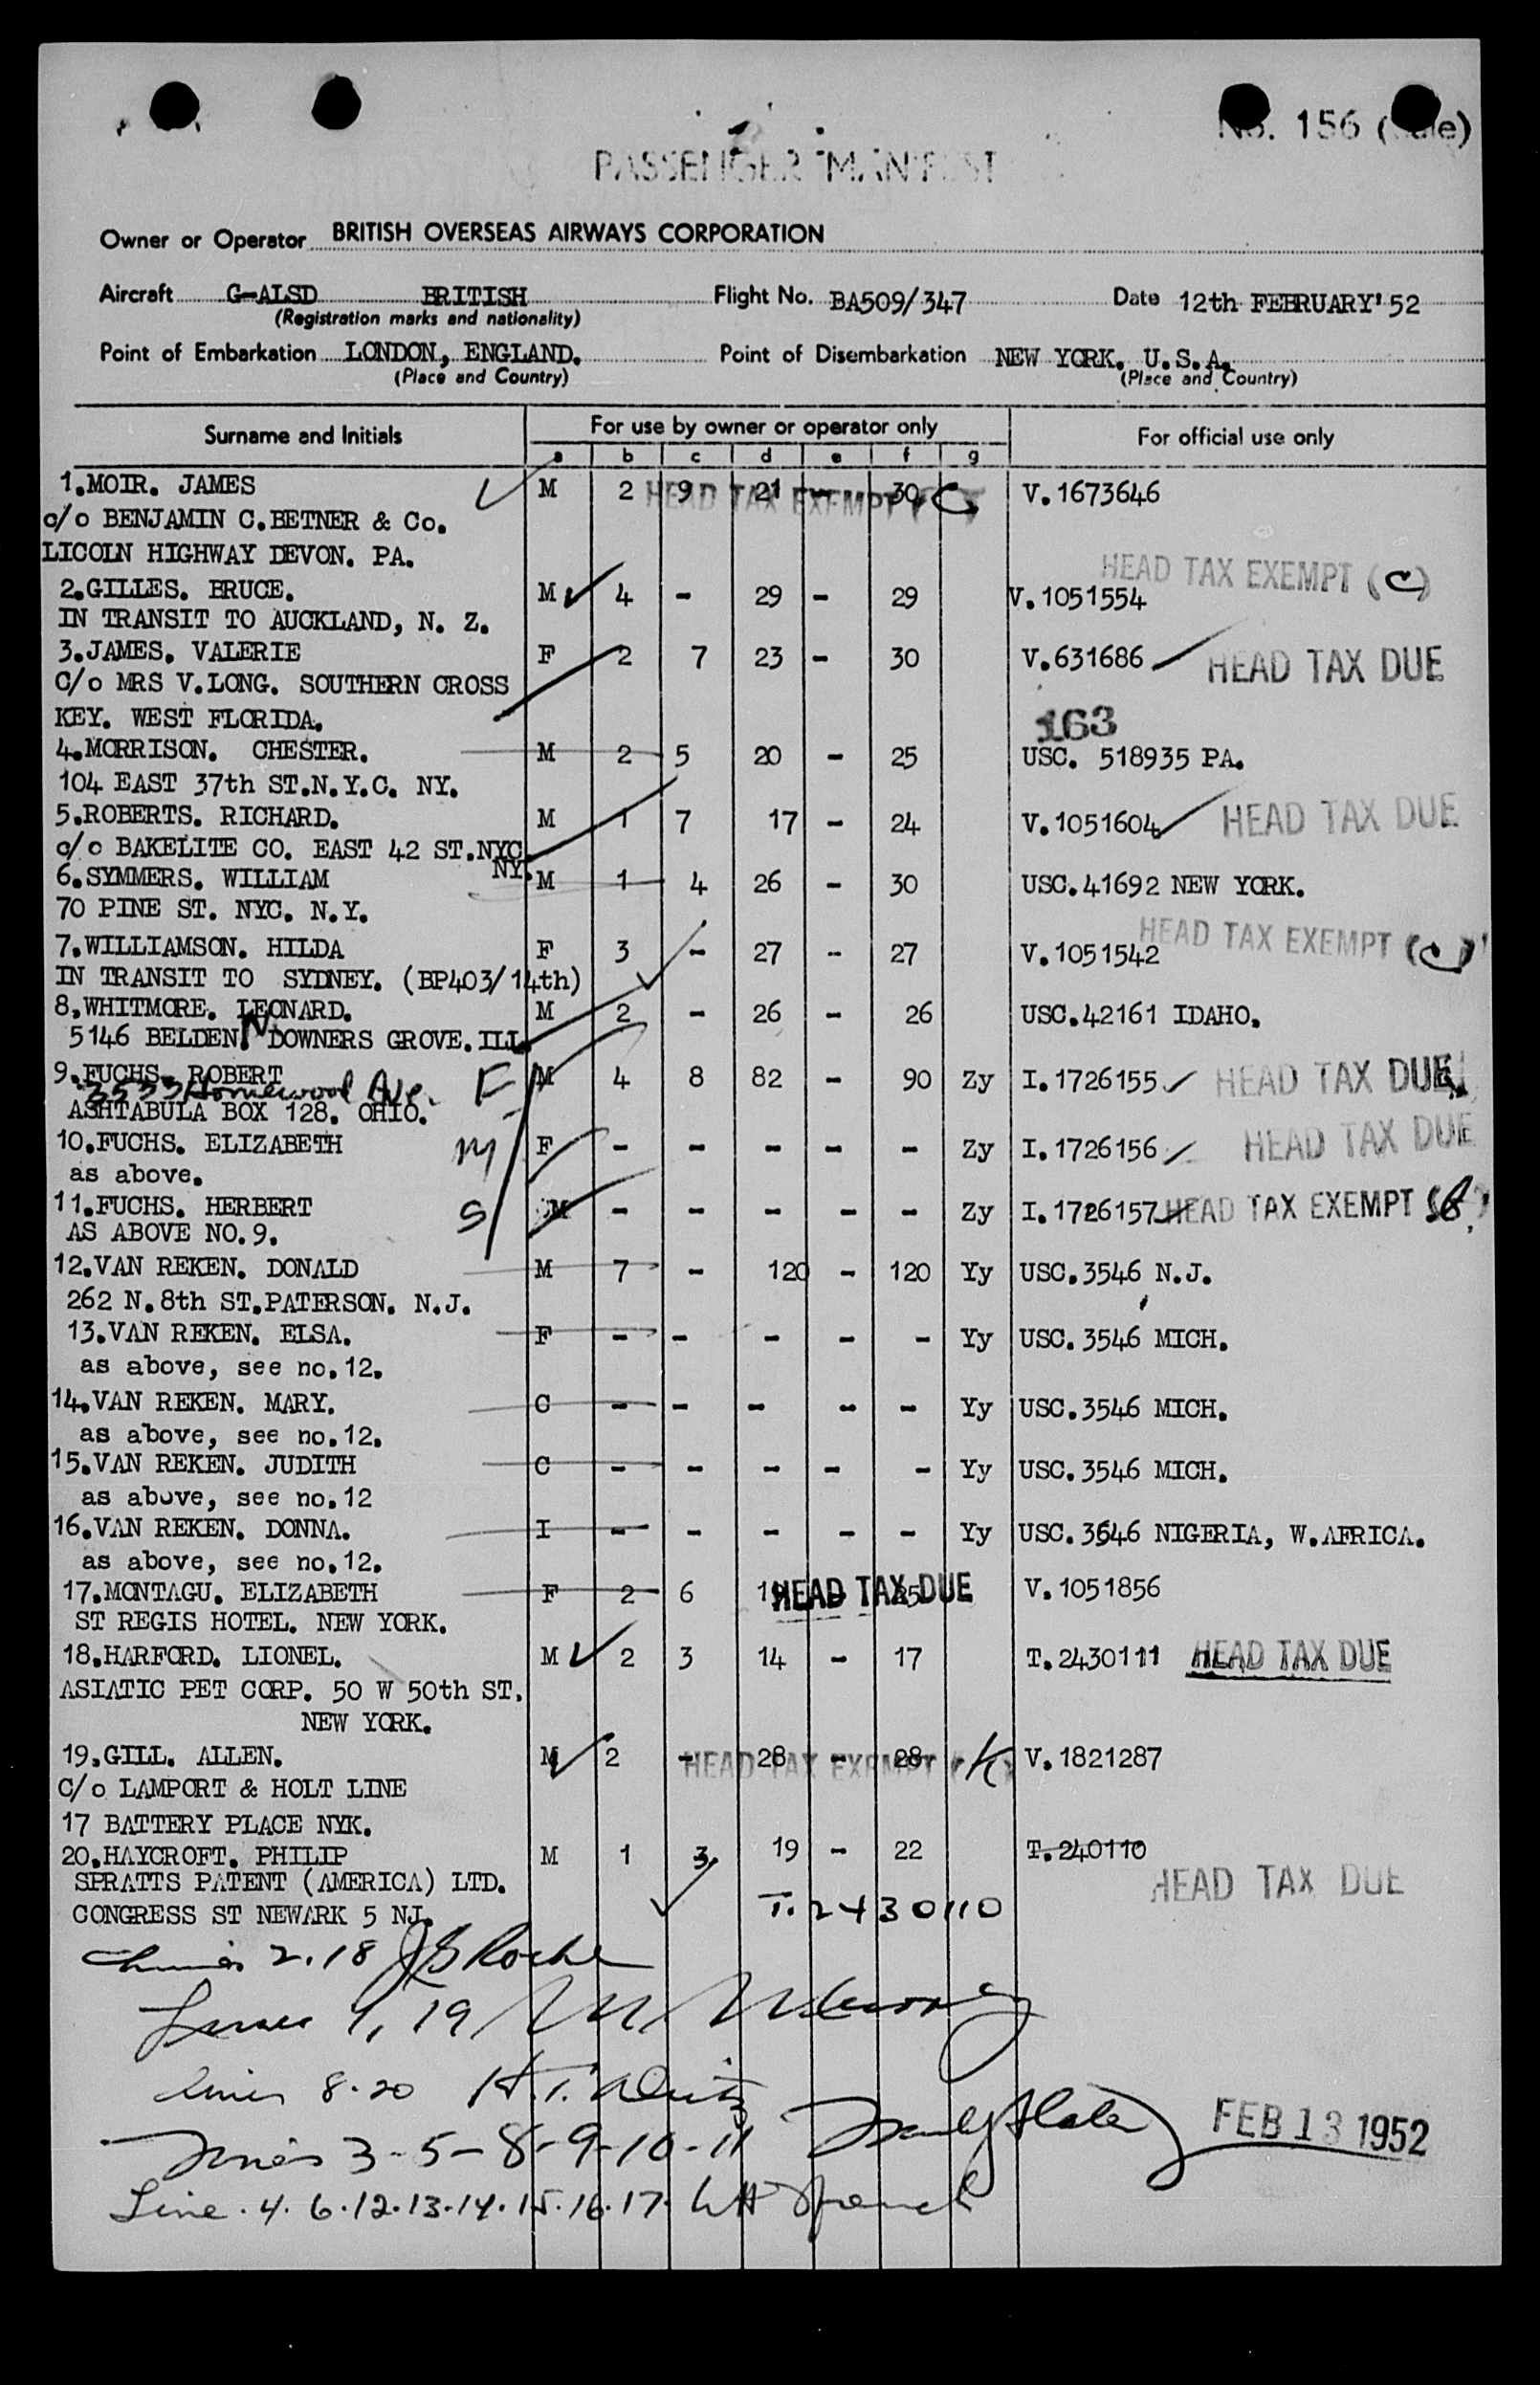 No. 156 (
PASSENGER MANIFEST
Owner or Operator BRITISH OVERSEAS AIRWAYS CORPORATION
Aircraft G-ALSD BRITISH Flight No. BA509/347 Date 12th FEBRUARY'52
(Registration marks and nationality)
Point of Embarkation LONDON, ENGLAND. Point of Disembarkation NEW YORK. U.S.A.
(Place and Country) (Place and Country)
Surname and Initials For use by owner or operator only For official use only
a b c d e f g
1.MOIR. JAMES M 2 9 21 - 30 HEAD TAX EXEMPT (C) V.1673646
c/o BENJAMIN C.BETNER & Co.
LICOLN HIGHWAY DEVON. PA.
HEAD TAX EXEMPT (C)
2.GILLES. BRUCE. M 4 - 29 - 29 V.1051554
IN TRANSIT TO AUCKLAND, N. Z.
3.JAMES. VALERIE F 2 7 23 - 30 V.631686 HEAD TAX DUE
C/o MRS V.LONG. SOUTHERN CROSS
KEY. WEST FLORIDA. 163
4.MORRISON. CHESTER. M 2 5 20 - 25 USC. 518935 PA.
104 EAST 37th ST.N.Y.C. NY.
5.ROBERTS. RICHARD. M 1 7 17 - 24 V.1051604 HEAD TAX DUE
c/o BAKELITE CO. EAST 42 ST.NYC
NY.
6.SYMMERS. WILLIAM M 1 4 26 - 30 USC.41692 NEW YORK.
70 PINE ST. NYC. N.Y.
HEAD TAX EXEMPT (C)
7.WILLIAMSON. HILDA F 3 - 27 - 27 V.1051542
IN TRANSIT TO SYDNEY. (BP403/14th)
8.WHITMORE. LEONARD. M 2 - 26 - 26 USC.42161 IDAHO.
5146 BELDEN. DOWNERS GROVE.ILL
9.FUCHS. ROBERT F M 4 8 82 - 90 Zy I.1726155 HEAD TAX DUE
3533 Homewood Ave.
ASHTABULA BOX 128. OHIO.
10.FUCHS. ELIZABETH M F - - - - - Zy I.1726156 HEAD TAX DUE
as above.
11.FUCHS. HERBERT S M - - - - - Zy I.1726157 HEAD TAX EXEMPT
AS ABOVE NO.9.
12.VAN REKEN. DONALD M 7 - 120 - 120 Yy USC.3546 N.J.
262 N.8th ST.PATERSON. N.J.
13.VAN REKEN. ELSA. F - - - - - Yy USC.3546 MICH.
as above, see no.12.
14.VAN REKEN. MARY. C - - - - - Yy USC.3546 MICH.
as above, see no.12.
15.VAN REKEN. JUDITH C - - - - - Yy USC.3546 MICH.
as above, see no.12
16.VAN REKEN. DONNA. I - - - - - Yy USC.3646 NIGERIA, W.AFRICA.
as above, see no.12.
17.MONTAGU. ELIZABETH F 2 6 HEAD TAX DUE V.1051856
ST REGIS HOTEL. NEW YORK.
18.HARFORD. LIONEL. M 2 3 14 - 17 T.2430111 HEAD TAX DUE
ASIATIC PET CORP. 50 W 50th ST.
NEW YORK.
19.GILL. ALLEN. M 2 - 28 - 28 HEAD TAX EXEMPT K V.1821287
C/o LAMPORT & HOLT LINE
17 BATTERY PLACE NYK.
20.HAYCROFT. PHILIP M 1 3 19 - 22 T.240110
SPRATTS PATENT (AMERICA) LTD. HEAD TAX DUE
CONGRESS ST NEWARK 5 NJ. T.2430110
2.18 Roche
Lines 1, 19
Lines 8-20
Lines 3-5-8-9-10-11
FEB 13 1952
Line.4.6.12.13.14.15.16.17.